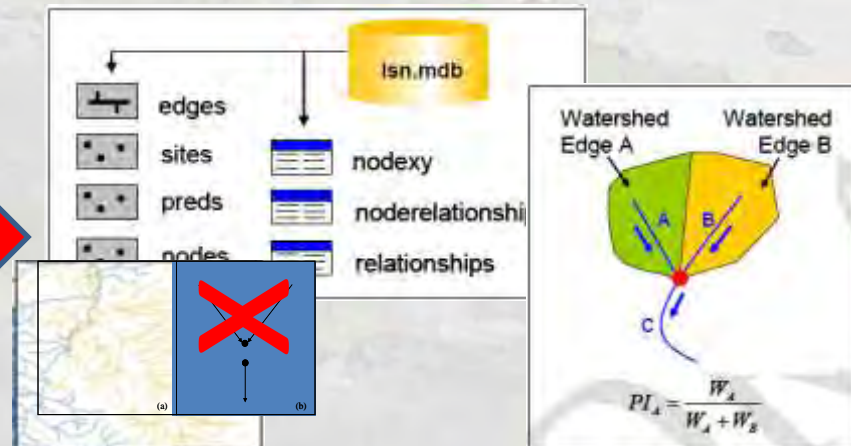 lsn.mdb
edges
sites
preds
nodes
nodexy
noderelationshi
relationships
(a)
(b)
Watershed Edge A
Watershed Edge B
A
B
C
PI_A = W_A / (W_A + W_B)